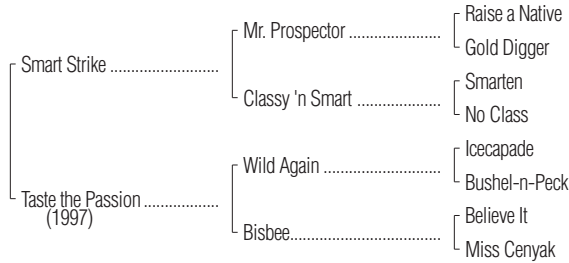 Raise a Native
Mr. Prospector ....................
Gold Digger
Smart Strike ........................
Smarten
Classy 'n Smart ..................
No Class
Icecapade
Wild Again ..........................
Bushel-n-Peck
Taste the Passion ................
(1997)
Believe It
Bisbee.................................
Miss Cenyak